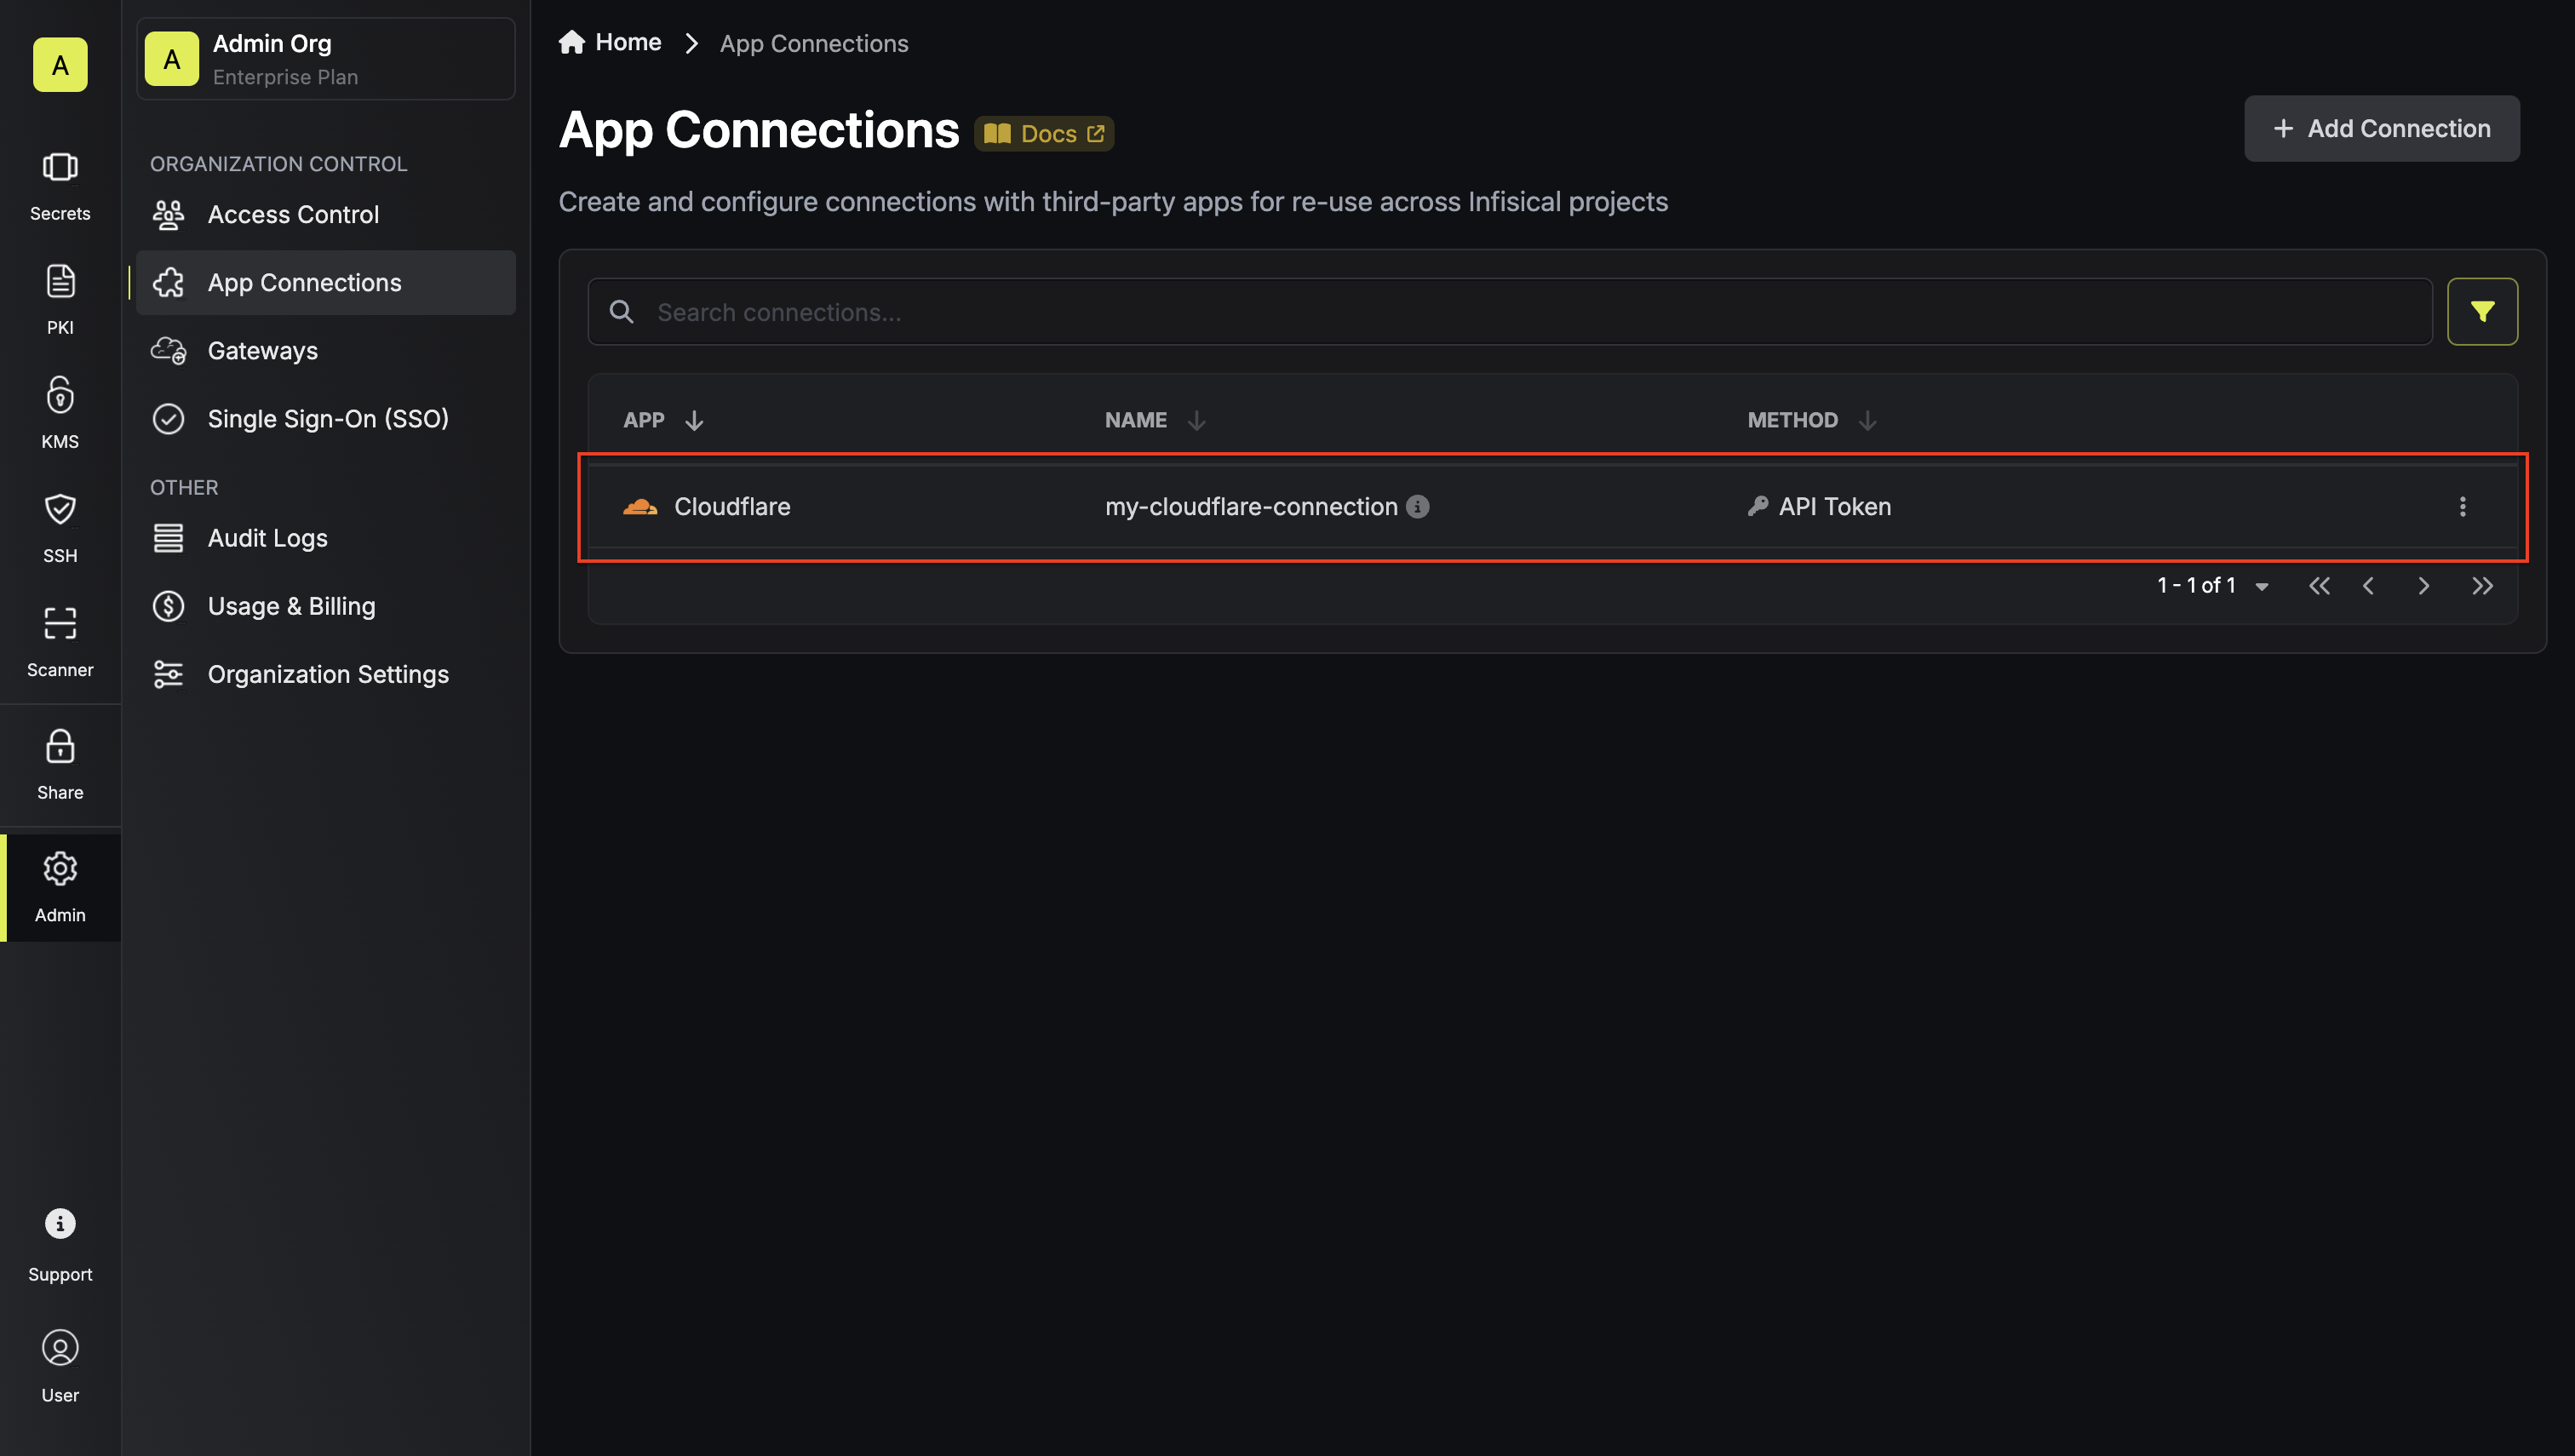 A
Secrets
PKI
KMS
SSH
Scanner
Share
Admin
Support
User
A
Admin Org
Enterprise Plan
ORGANIZATION CONTROL
Access Control
App Connections
Gateways
Single Sign-On (SSO)
OTHER
Audit Logs
Usage & Billing
Organization Settings
Home
App Connections
App Connections
Docs
Add Connection
Create and configure connections with third-party apps for re-use across Infisical projects
Search connections...
APP NAME METHOD
Cloudflare my-cloudflare-connection API Token
1 - 1 of 1